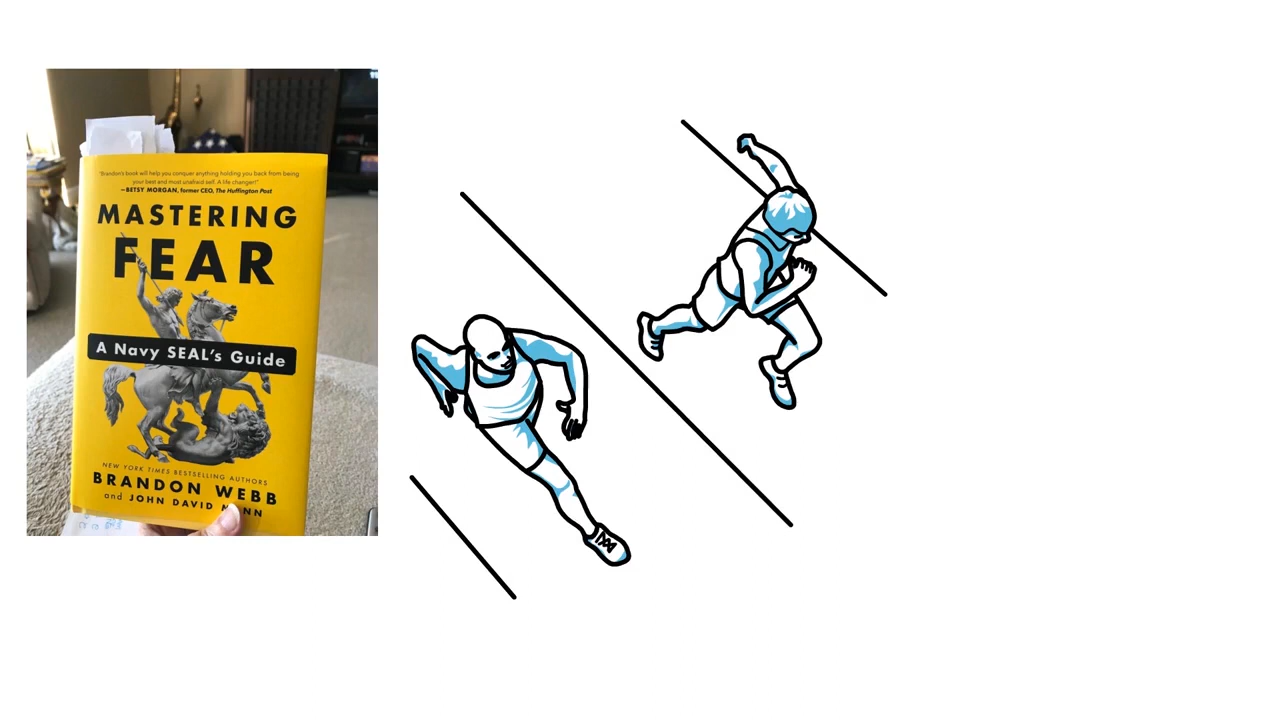 "Brandon's book will help you conquer anything holding you back from being
your best and most unafraid self. A life changer!"
—BETSY MORGAN, former CEO, The Huffington Post
MASTERING
FEAR
A Navy SEAL's Guide
NEW YORK TIMES BESTSELLING AUTHORS
BRANDON WEBB
and JOHN DAVID